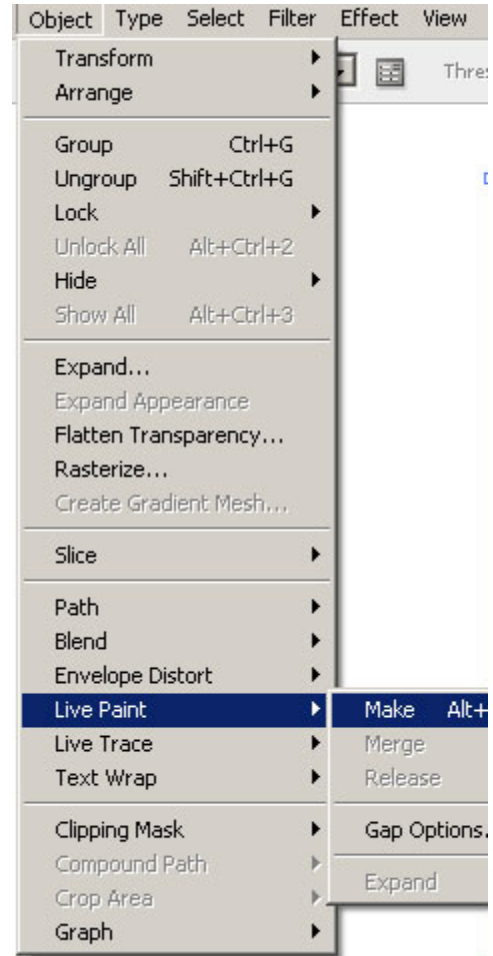 Object Type Select Filter Effect View
Transform
Thres
Arrange
Group Ctrl+G
Ungroup Shift+Ctrl+G
Lock
Unlock All Alt+Ctrl+2
Hide
Show All Alt+Ctrl+3
Expand...
Expand Appearance
Flatten Transparency...
Rasterize...
Create Gradient Mesh...
Slice
Path
Blend
Envelope Distort
Live Paint
Make Alt+
Live Trace
Merge
Text Wrap
Release
Clipping Mask
Gap Options.
Compound Path
Expand
Crop Area
Graph